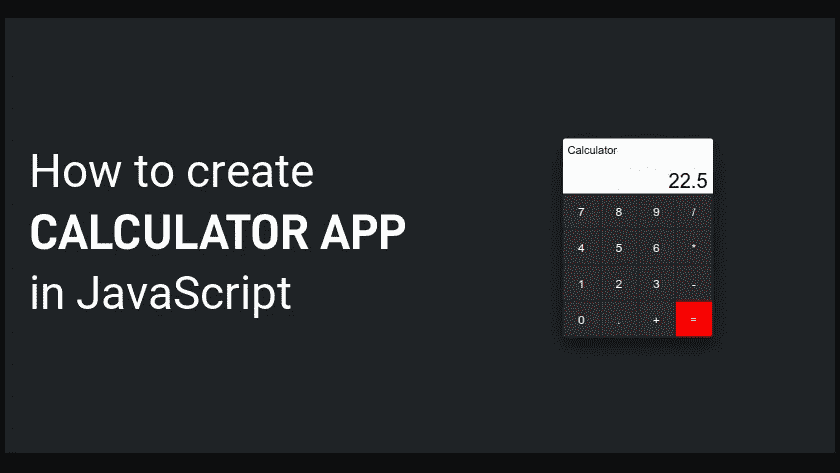 How to create
CALCULATOR APP
in JavaScript
Calculator
22.5
7 8 9 /
4 5 6 *
1 2 3 -
0 . + =